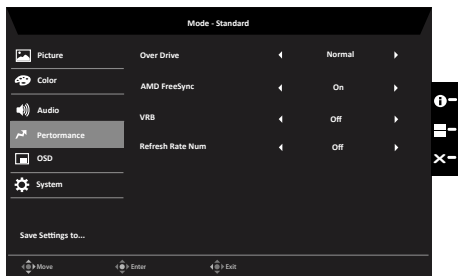 Mode - Standard
Picture
Over Drive Normal
Color
AMD FreeSync On
Audio
VRB Off
Pertormance
Refresh Rate Num Off
OSD
System
Save Settings to...
Move Enter Exit